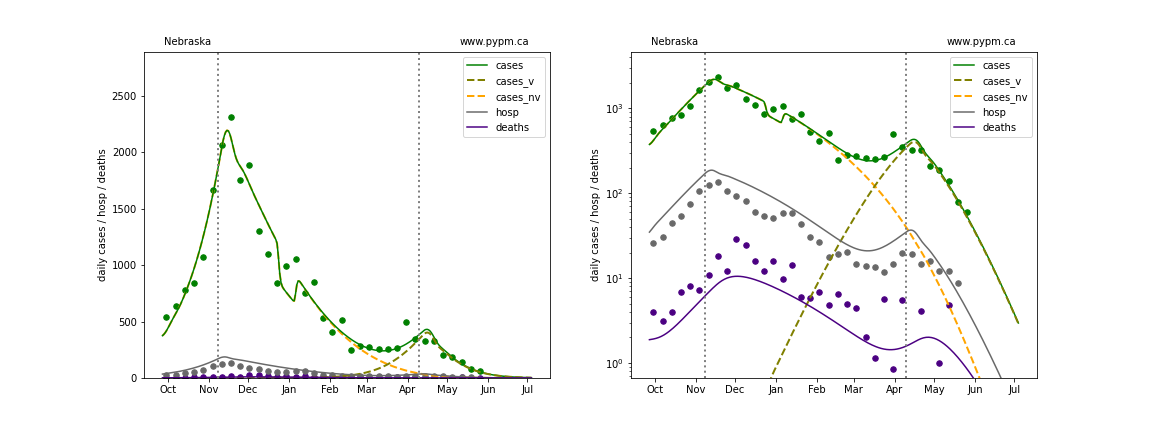 Nebraska
www.pypm.ca
cases
cases_v
cases_nv
hosp
deaths
2500
2000
1500
1000
500
0
daily cases / hosp / deaths
Oct Nov Dec Jan Feb Mar Apr May Jun Jul
Nebraska
www.pypm.ca
cases
cases_v
cases_nv
hosp
deaths
10³
10²
10¹
10⁰
daily cases / hosp / deaths
Oct Nov Dec Jan Feb Mar Apr May Jun Jul